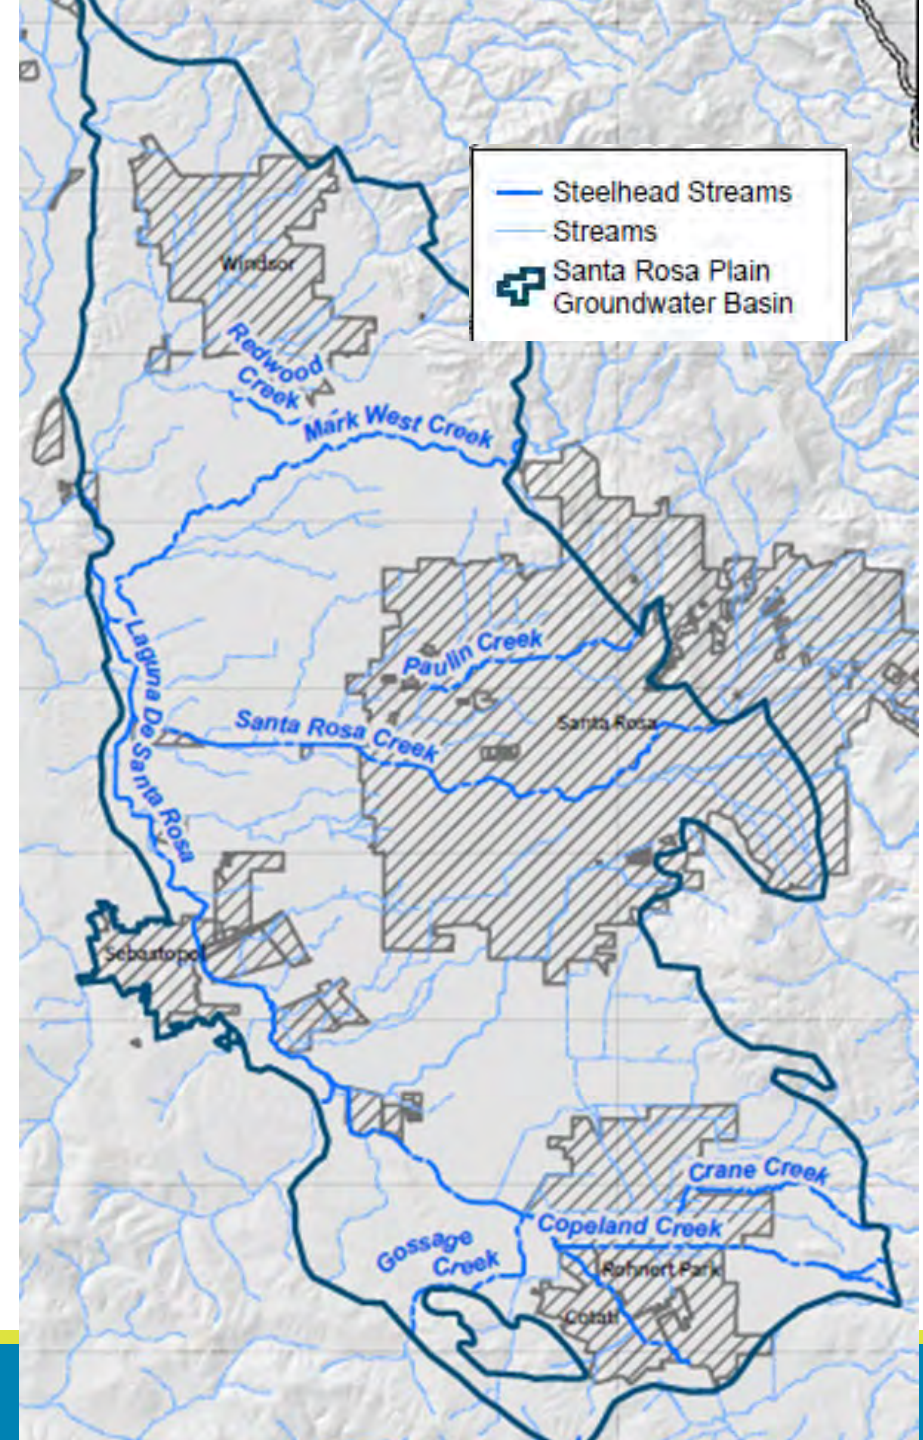 Steelhead Streams
Streams
Santa Rosa Plain
Groundwater Basin
Windsor
Redwood
Creek
Mark West Creek
Paulin Creek
Laguna De Santa Rosa
Santa Rosa Creek
Santa Rosa
Sebastopol
Crane Creek
Copeland Creek
Gossage
Creek
Rohnert Park
Cotati